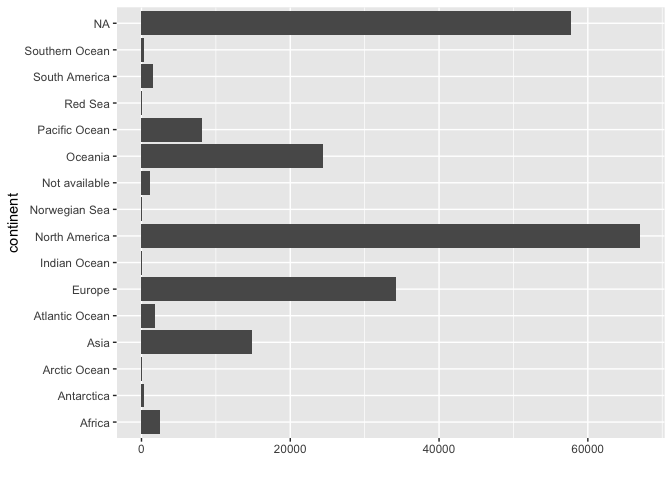 NA
Southern Ocean
South America
Red Sea
Pacific Ocean
Oceania
Not available
Norwegian Sea
North America
Indian Ocean
Europe
Atlantic Ocean
Asia
Arctic Ocean
Antarctica
Africa
continent
0 20000 40000 60000